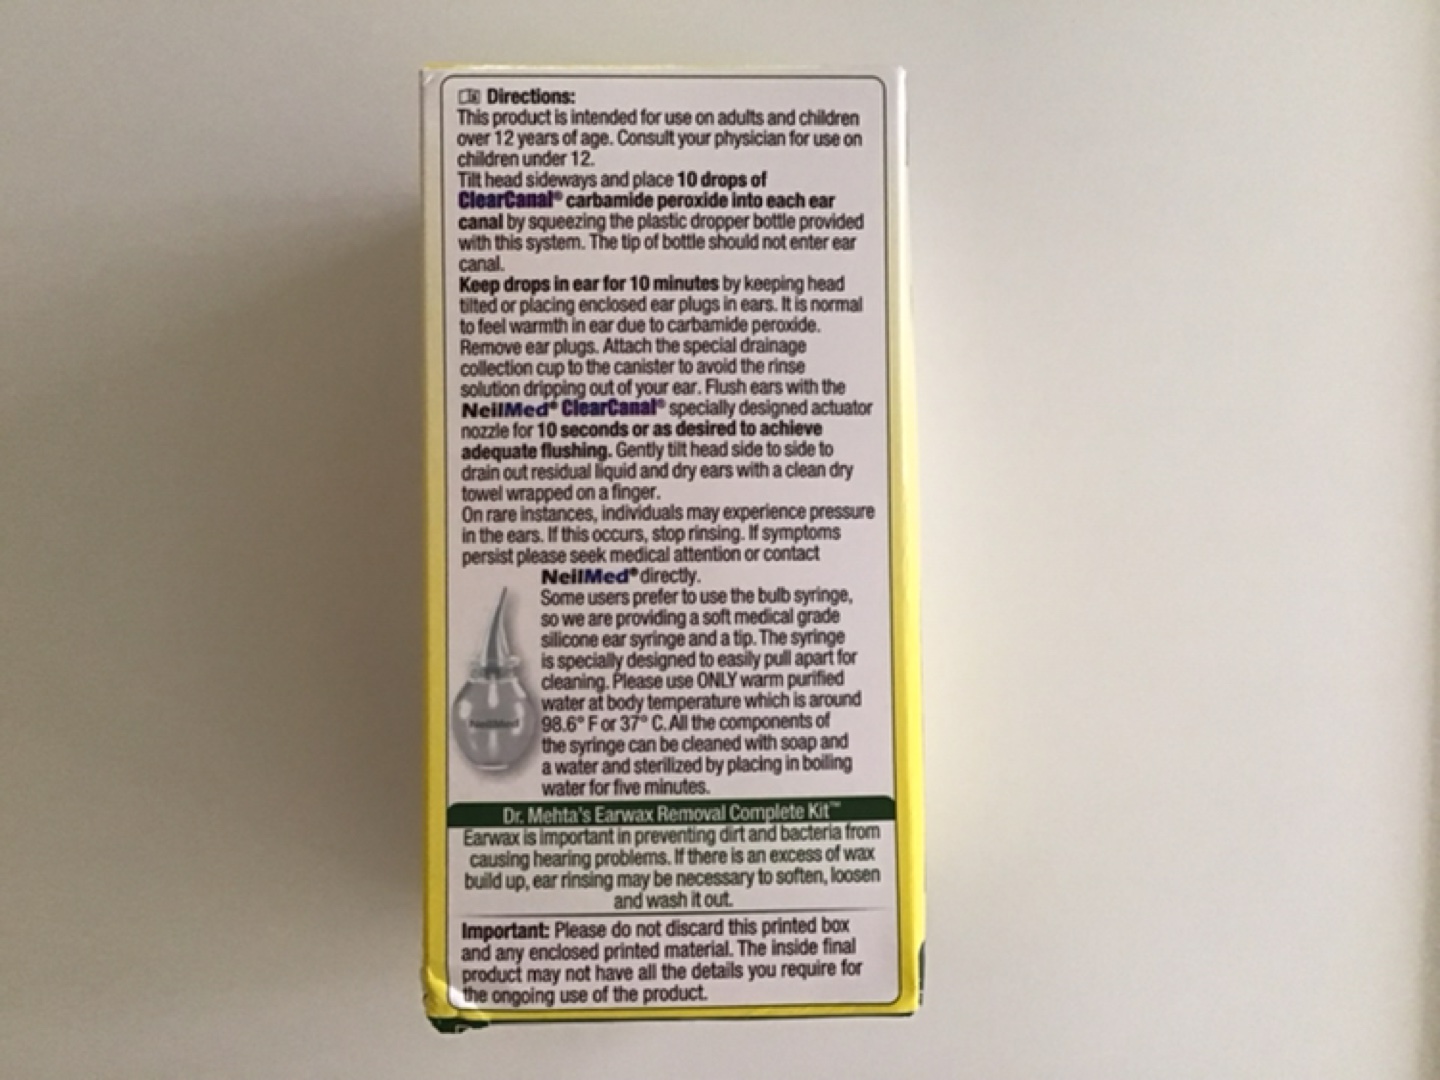 Directions:
This product is intended for use on adults and children
over 12 years of age. Consult your physician for use on
children under 12.
Tilt head sideways and place 10 drops of
ClearCanal® carbamide peroxide into each ear
canal by squeezing the plastic dropper bottle provided
with this system. The tip of bottle should not enter ear
canal.
Keep drops in ear for 10 minutes by keeping head
tilted or placing enclosed ear plugs in ears. It is normal
to feel warmth in ear due to carbamide peroxide.
Remove ear plugs. Attach the special drainage
collection cup to the canister to avoid the rinse
solution dripping out of your ear. Flush ears with the
NeilMed® ClearCanal® specially designed actuator
nozzle for 10 seconds or as desired to achieve
adequate flushing. Gently tilt head side to side to
drain out residual liquid and dry ears with a clean dry
towel wrapped on a finger.
On rare instances, individuals may experience pressure
in the ears. If this occurs, stop rinsing. If symptoms
persist please seek medical attention or contact
NeilMed® directly.
Some users prefer to use the bulb syringe,
so we are providing a soft medical grade
silicone ear syringe and a tip. The syringe
is specially designed to easily pull apart for
cleaning. Please use ONLY warm purified
water at body temperature which is around
98.6° F or 37° C. All the components of
the syringe can be cleaned with soap and
a water and sterilized by placing in boiling
water for five minutes.
NeilMed
Dr. Mehta's Earwax Removal Complete Kit™
Earwax is important in preventing dirt and bacteria from
causing hearing problems. If there is an excess of wax
build up, ear rinsing may be necessary to soften, loosen
and wash it out.
Important: Please do not discard this printed box
and any enclosed printed material. The inside final
product may not have all the details you require for
the ongoing use of the product.